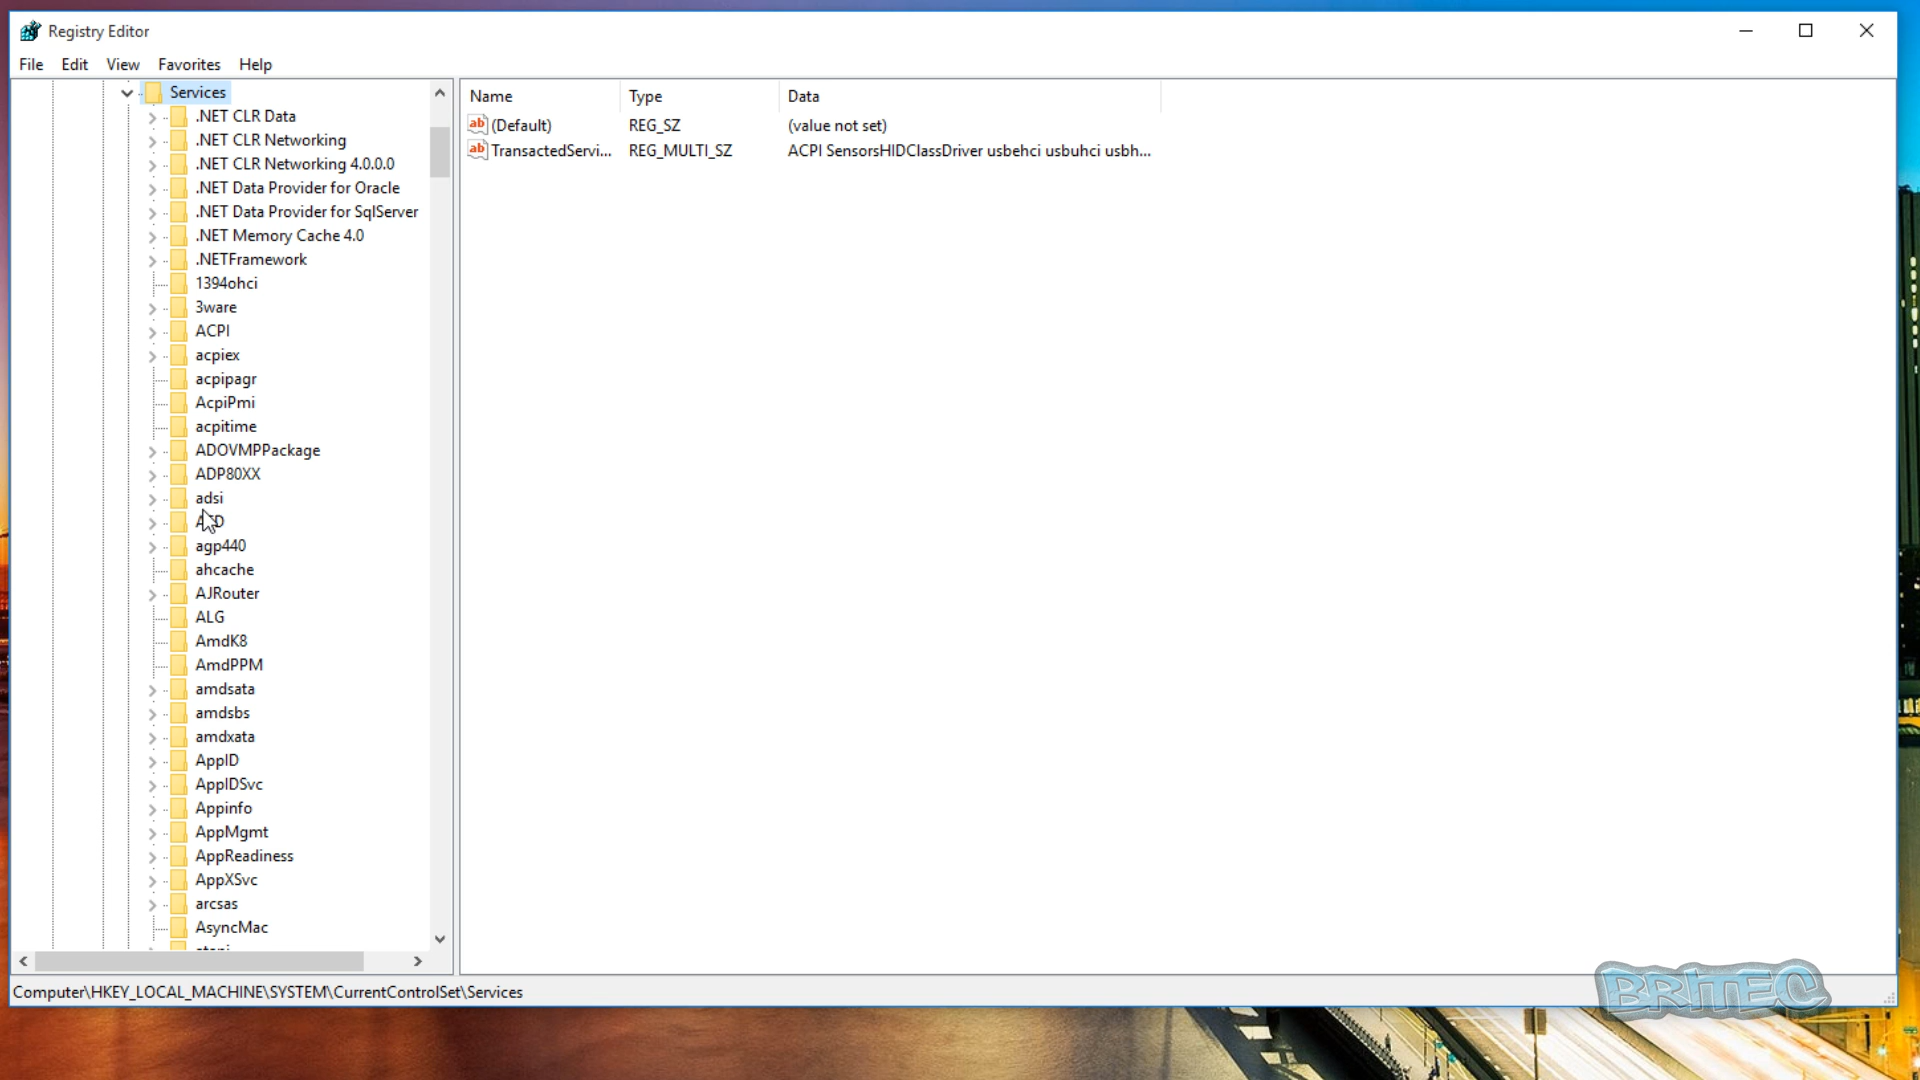 Registry Editor
File Edit View Favorites Help
Services
.NET CLR Data
.NET CLR Networking
.NET CLR Networking 4.0.0.0
.NET Data Provider for Oracle
.NET Data Provider for SqlServer
.NET Memory Cache 4.0
.NETFramework
1394ohci
3ware
ACPI
acpiex
acpipagr
AcpiPmi
acpitime
ADOVMPPackage
ADP80XX
adsi
agp440
ahcache
AJRouter
ALG
AmdK8
AmdPPM
amdsata
amdsbs
amdxata
AppID
AppIDSvc
Appinfo
AppMgmt
AppReadiness
AppXSvc
arcsas
AsyncMac
Name Type Data
(Default) REG_SZ (value not set)
TransactedServi... REG_MULTI_SZ ACPI SensorsHIDClassDriver usbehci usbuhci usbh...
Computer\HKEY_LOCAL_MACHINE\SYSTEM\CurrentControlSet\Services
BRITEC